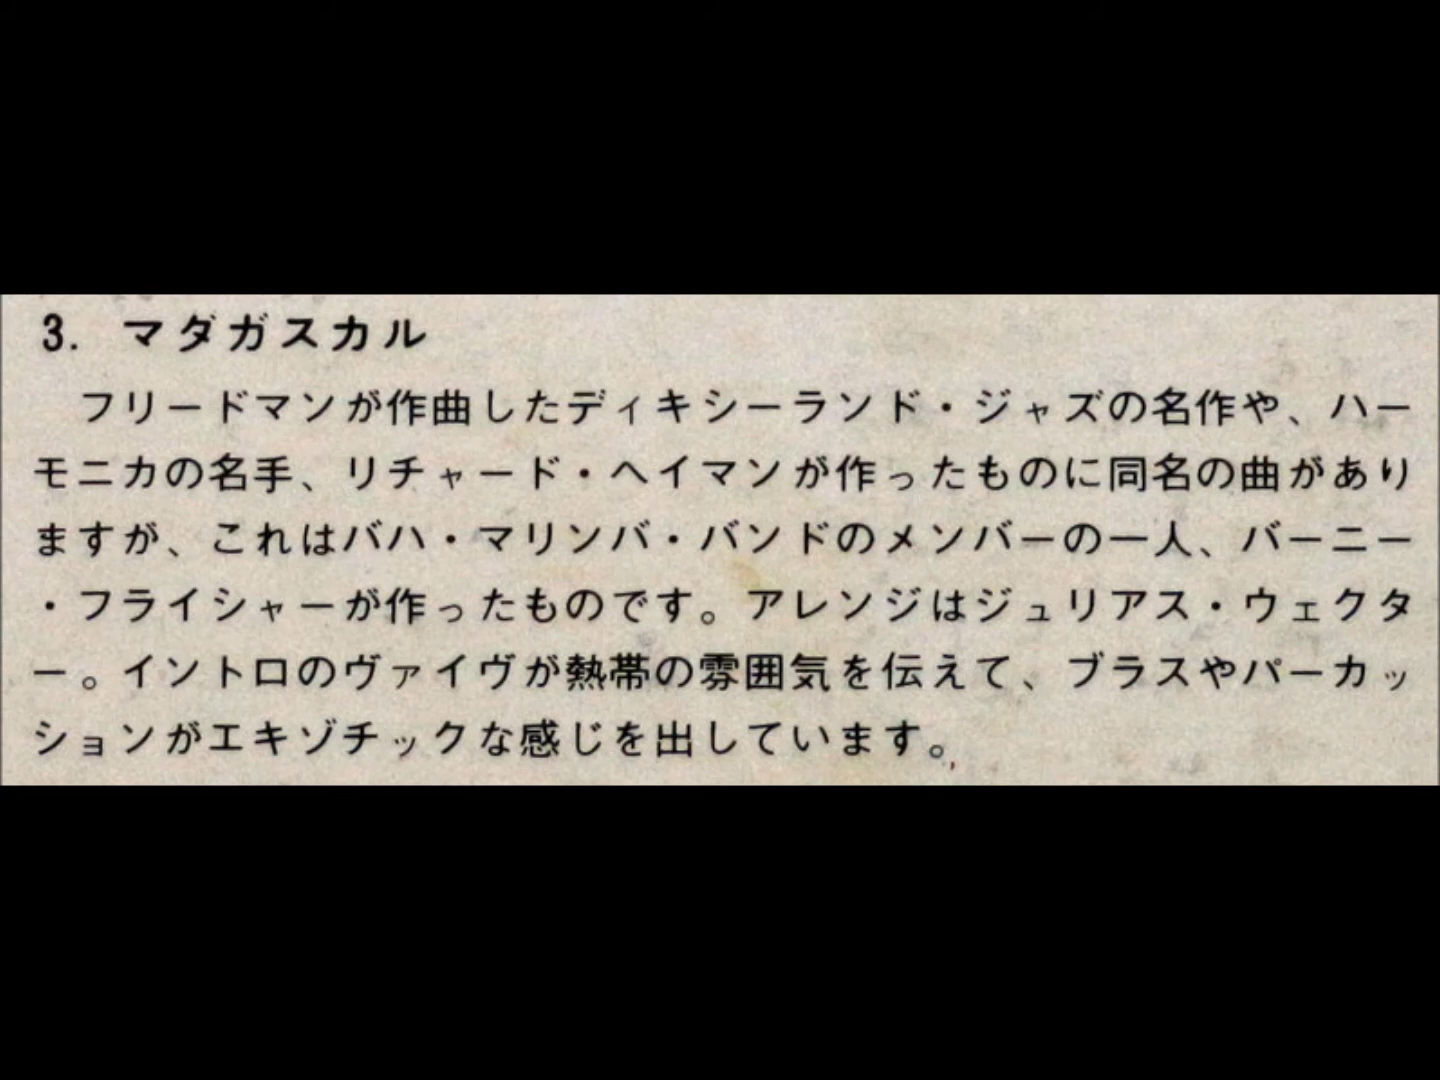 3. マダガスカル
フリードマンが作曲したディキシーランド・ジャズの名作や、ハー
モニカの名手、リチャード・ヘイマンが作ったものに同名の曲があり
ますが、これはバハ・マリンバ・バンドのメンバーの一人、バーニー
・フライシャーが作ったものです。アレンジはジュリアス・ウェクタ
ー。イントロのヴァイヴが熱帯の雰囲気を伝えて、ブラスやパーカッ
ションがエキゾチックな感じを出しています。